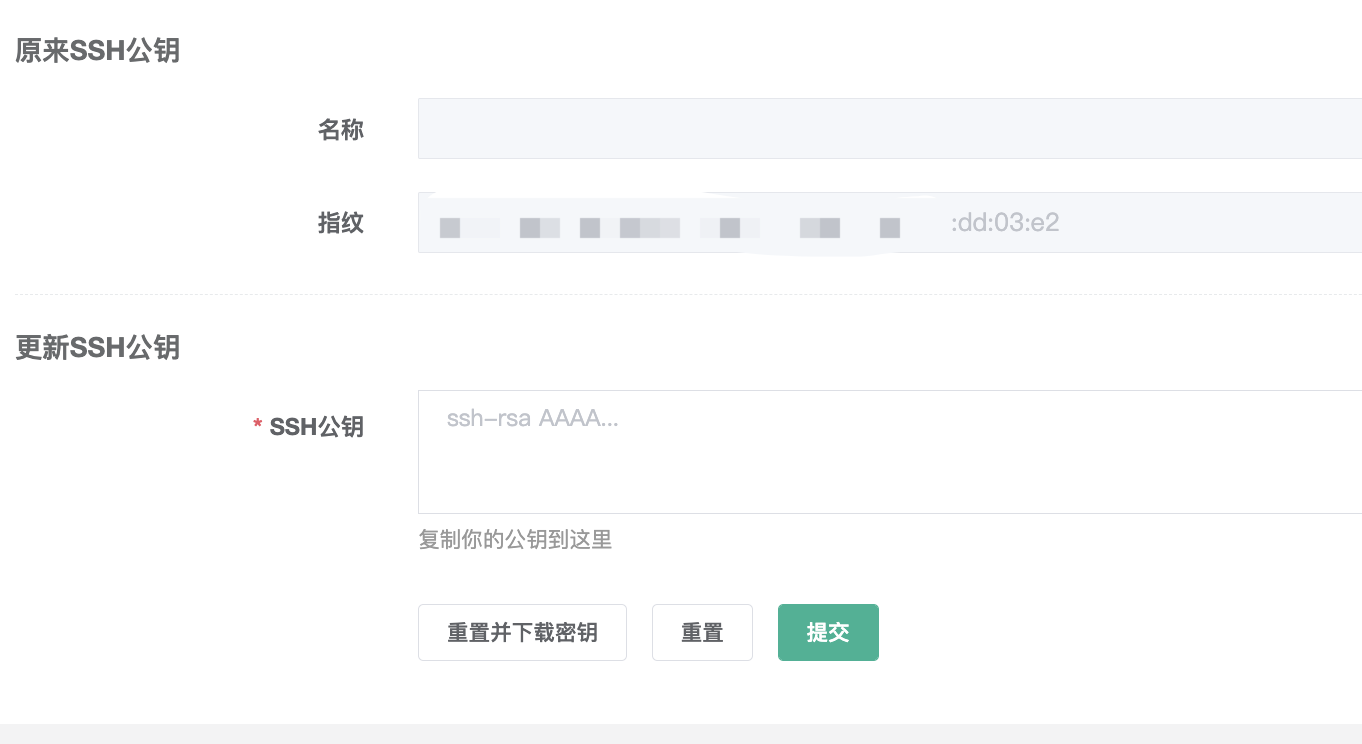 原来SSH公钥
名称
指纹
:dd:03:e2
更新SSH公钥
* SSH公钥
ssh-rsa AAAA...
复制你的公钥到这里
重置并下载密钥
重置
提交